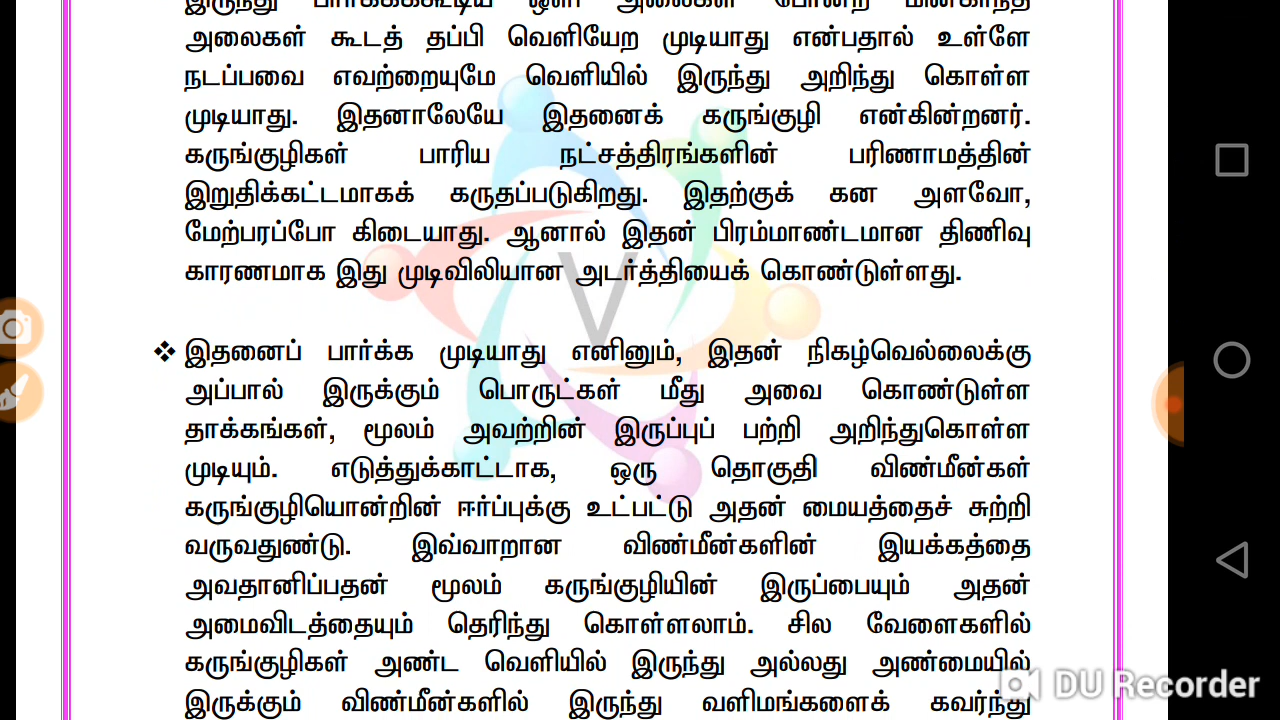 இருந்து பார்க்கக்கூடிய ஒளி அலைகள் போன்ற மின்காந்த
அலைகள் கூடத் தப்பி வெளியேற முடியாது என்பதால் உள்ளே
நடப்பவை எவற்றையுமே வெளியில் இருந்து அறிந்து கொள்ள
முடியாது. இதனாலேயே இதனைக் கருங்குழி என்கின்றனர்.
கருங்குழிகள் பாரிய நட்சத்திரங்களின் பரிணாமத்தின்
இறுதிக்கட்டமாகக் கருதப்படுகிறது. இதற்குக் கன அளவோ,
மேற்பரப்போ கிடையாது. ஆனால் இதன் பிரம்மாண்டமான திணிவு
காரணமாக இது முடிவிலியான அடர்த்தியைக் கொண்டுள்ளது.
❖ இதனைப் பார்க்க முடியாது எனினும், இதன் நிகழ்வெல்லைக்கு
அப்பால் இருக்கும் பொருட்கள் மீது அவை கொண்டுள்ள
தாக்கங்கள், மூலம் அவற்றின் இருப்புப் பற்றி அறிந்துகொள்ள
முடியும். எடுத்துக்காட்டாக, ஒரு தொகுதி விண்மீன்கள்
கருங்குழியொன்றின் ஈர்ப்புக்கு உட்பட்டு அதன் மையத்தைச் சுற்றி
வருவதுண்டு. இவ்வாறான விண்மீன்களின் இயக்கத்தை
அவதானிப்பதன் மூலம் கருங்குழியின் இருப்பையும் அதன்
அமைவிடத்தையும் தெரிந்து கொள்ளலாம். சில வேளைகளில்
கருங்குழிகள் அண்ட வெளியில் இருந்து அல்லது அண்மையில்
இருக்கும் விண்மீன்களில் இருந்து வளிமங்களைக் கவர்ந்து
V
DU Recorder